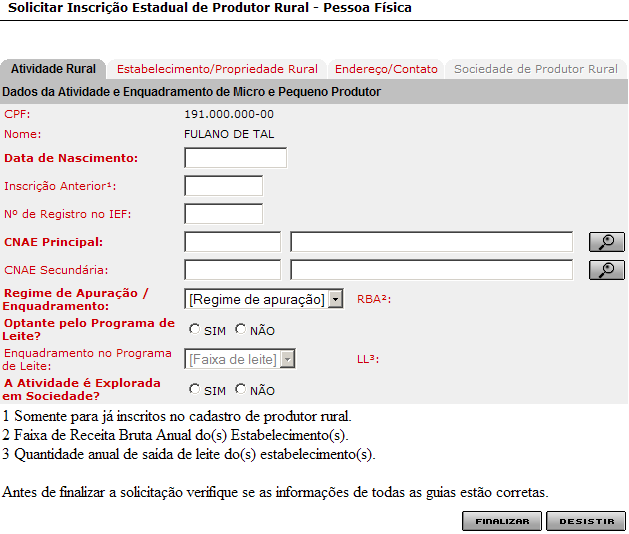 Solicitar Inscrição Estadual de Produtor Rural - Pessoa Física
Atividade Rural Estabelecimento/Propriedade Rural Endereço/Contato Sociedade de Produtor Rural
Dados da Atividade e Enquadramento de Micro e Pequeno Produtor
CPF: 191.000.000-00
Nome: FULANO DE TAL
Data de Nascimento:
Inscrição Anterior¹:
Nº de Registro no IEF:
CNAE Principal:
CNAE Secundária:
Regime de Apuração /
Enquadramento: [Regime de apuração] RBA²:
Optante pelo Programa de
Leite? SIM NÃO
Enquadramento no Programa
de Leite: [Faixa de leite] LL³:
A Atividade é Explorada
em Sociedade? SIM NÃO
1 Somente para já inscritos no cadastro de produtor rural.
2 Faixa de Receita Bruta Anual do(s) Estabelecimento(s).
3 Quantidade anual de saida de leite do(s) estabelecimento(s).
Antes de finalizar a solicitação verifique se as informações de todas as guias estão corretas.
FINALIZAR DESISTIR